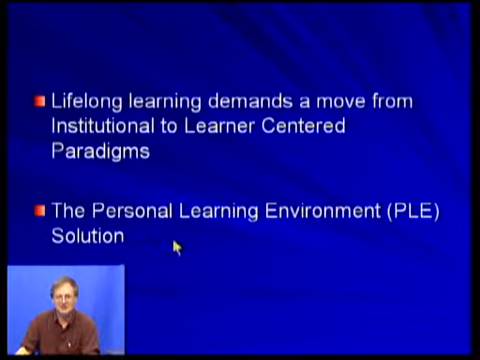 Lifelong learning demands a move from
Institutional to Learner Centered
Paradigms
The Personal Learning Environment (PLE)
Solution